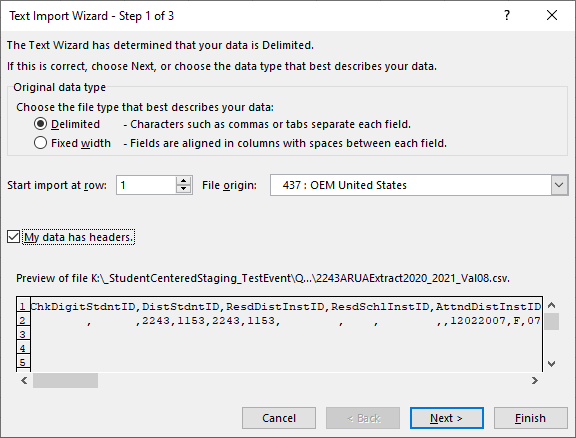 Text Import Wizard - Step 1 of 3
The Text Wizard has determined that your data is Delimited.
If this is correct, choose Next, or choose the data type that best describes your data.
Original data type
Choose the file type that best describes your data:
Delimited - Characters such as commas or tabs separate each field.
Fixed width - Fields are aligned in columns with spaces between each field.
Start import at row: 1 File origin: 437 : OEM United States
My data has headers.
Preview of file K:\_StudentCenteredStaging_TestEvent\Q...\2243ARUAExtract2020_2021_Val08.csv.
1 ChkDigitStdntID,DistStdntID,ResdDistInstID,ResdSchlInstID,AttndDistInstID
2 , ,2243,1153,2243,1153, , , ,,12022007,F,07
3
4
5
Cancel < Back Next > Finish